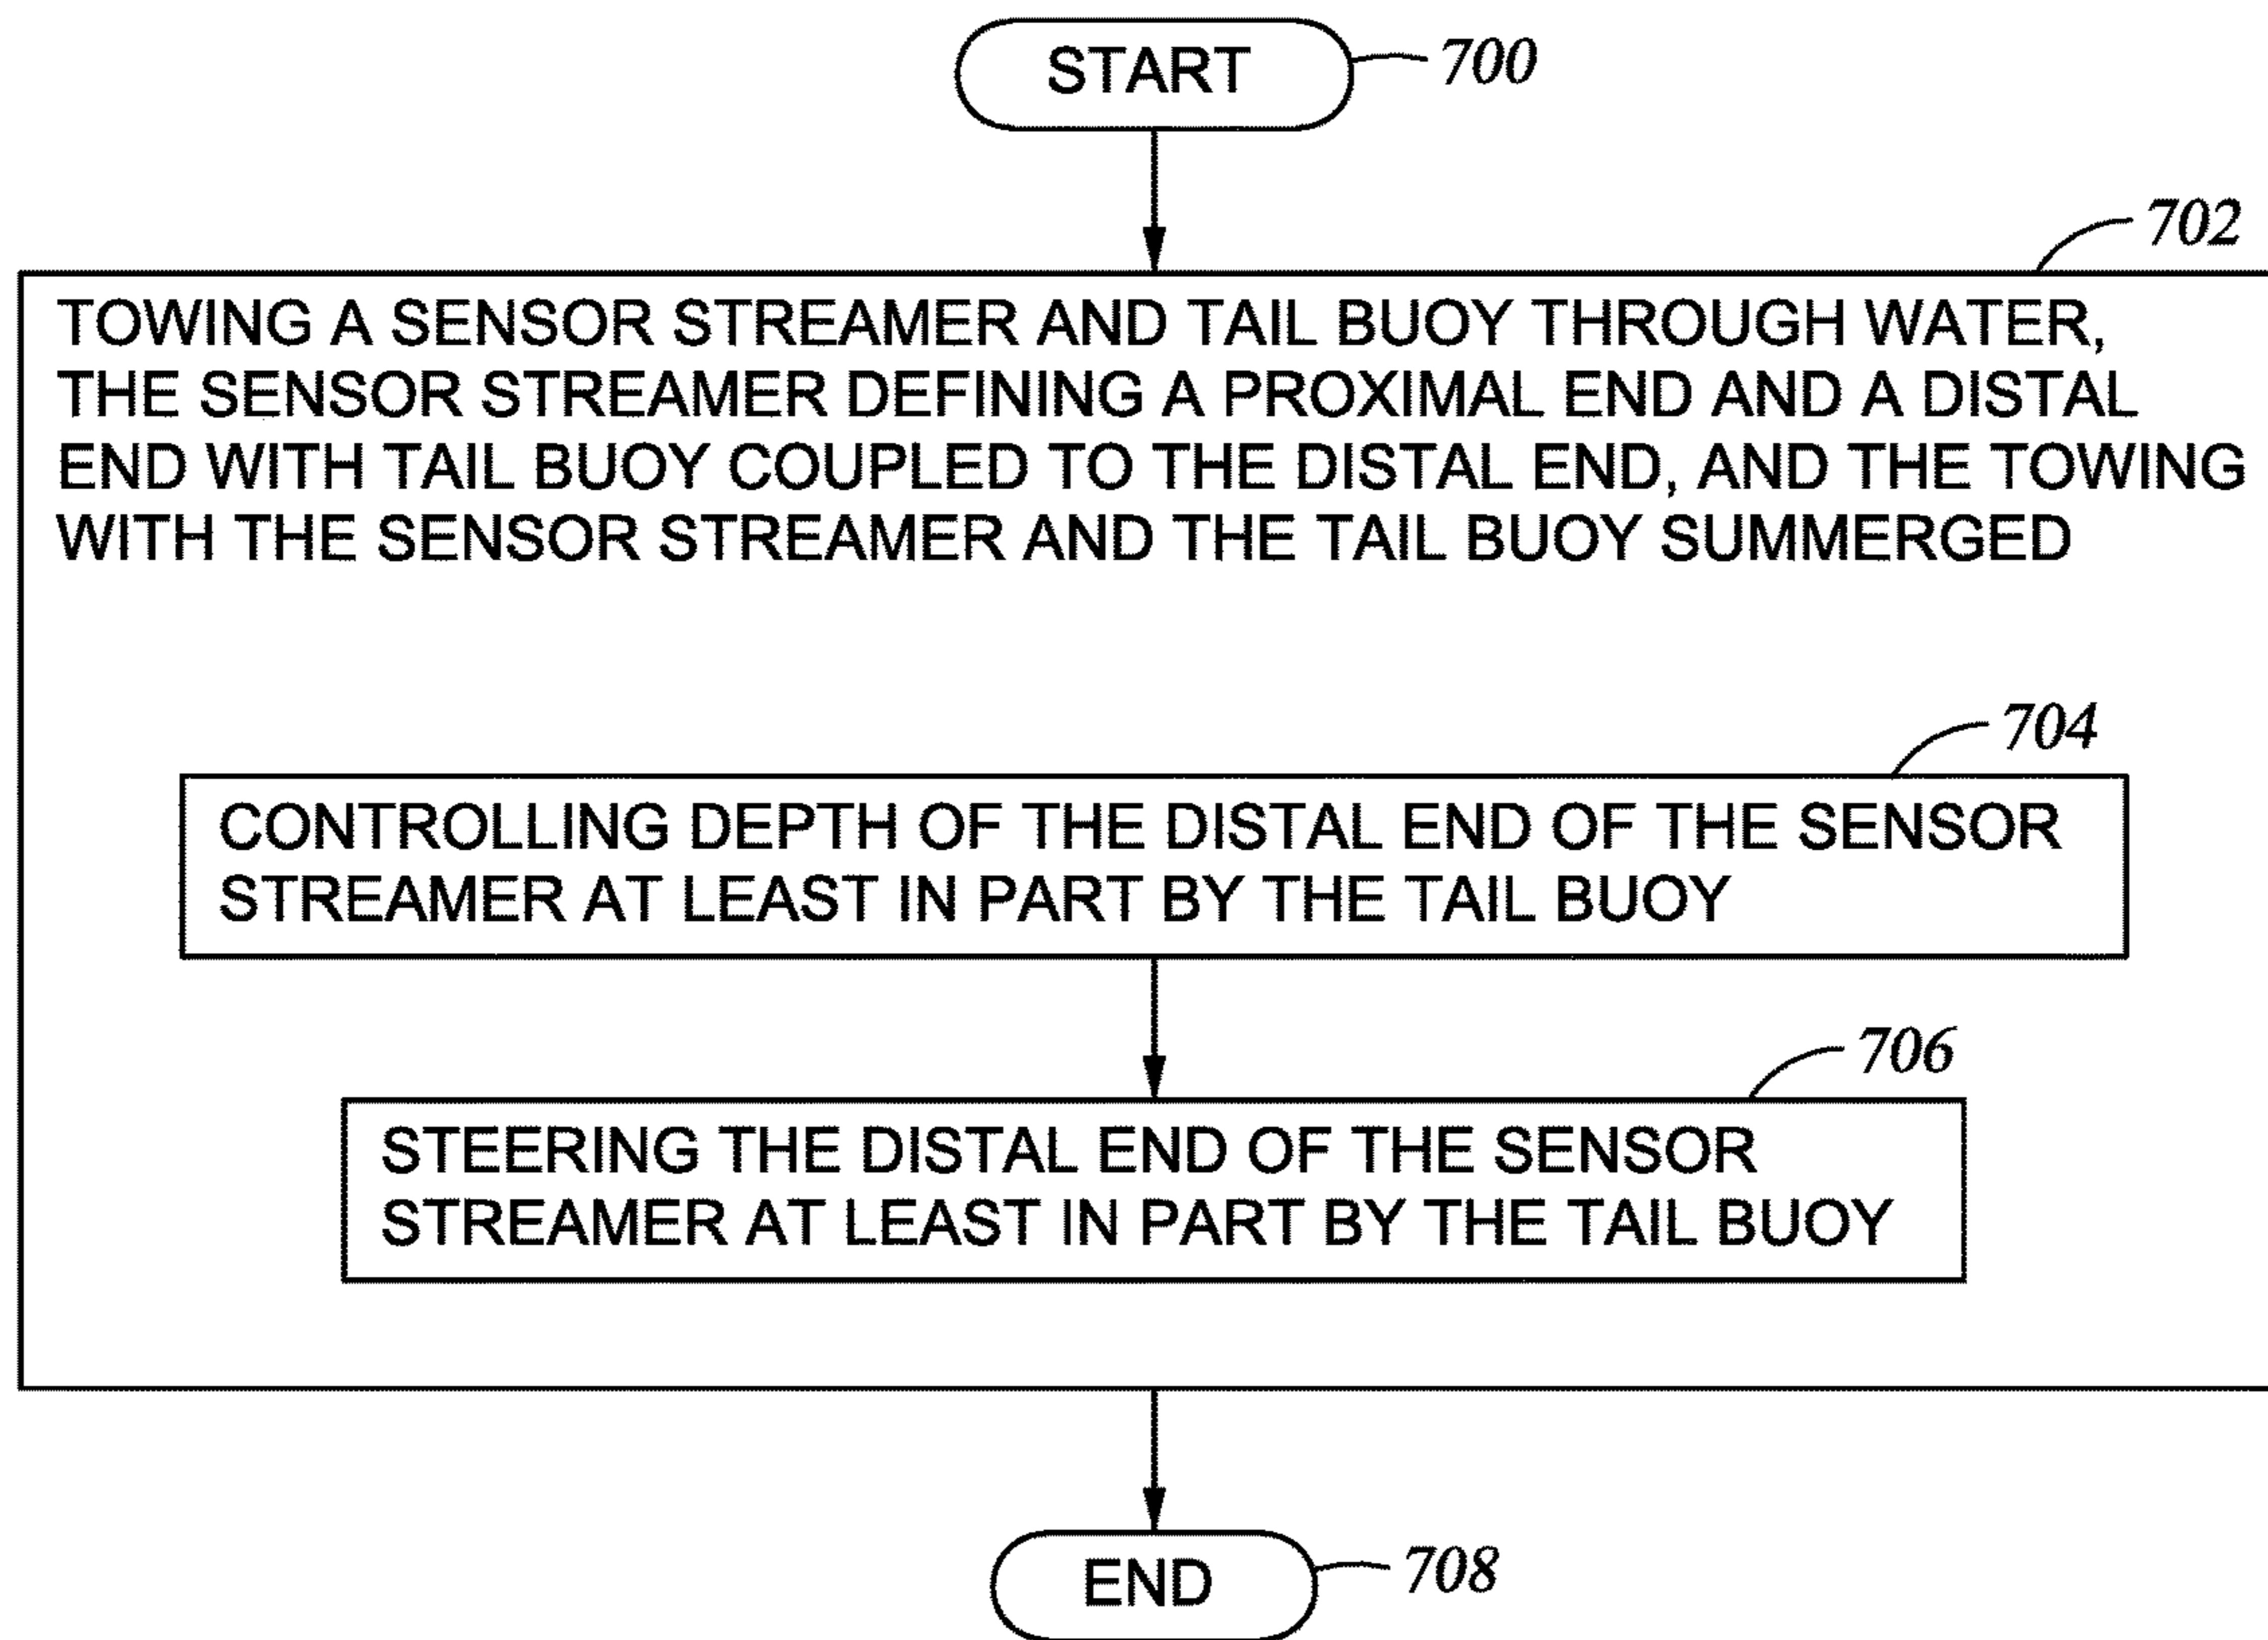 START
700
702
TOWING A SENSOR STREAMER AND TAIL BUOY THROUGH WATER,
THE SENSOR STREAMER DEFINING A PROXIMAL END AND A DISTAL
END WITH TAIL BUOY COUPLED TO THE DISTAL END, AND THE TOWING
WITH THE SENSOR STREAMER AND THE TAIL BUOY SUMMERGED
704
CONTROLLING DEPTH OF THE DISTAL END OF THE SENSOR
STREAMER AT LEAST IN PART BY THE TAIL BUOY
706
STEERING THE DISTAL END OF THE SENSOR
STREAMER AT LEAST IN PART BY THE TAIL BUOY
END
708